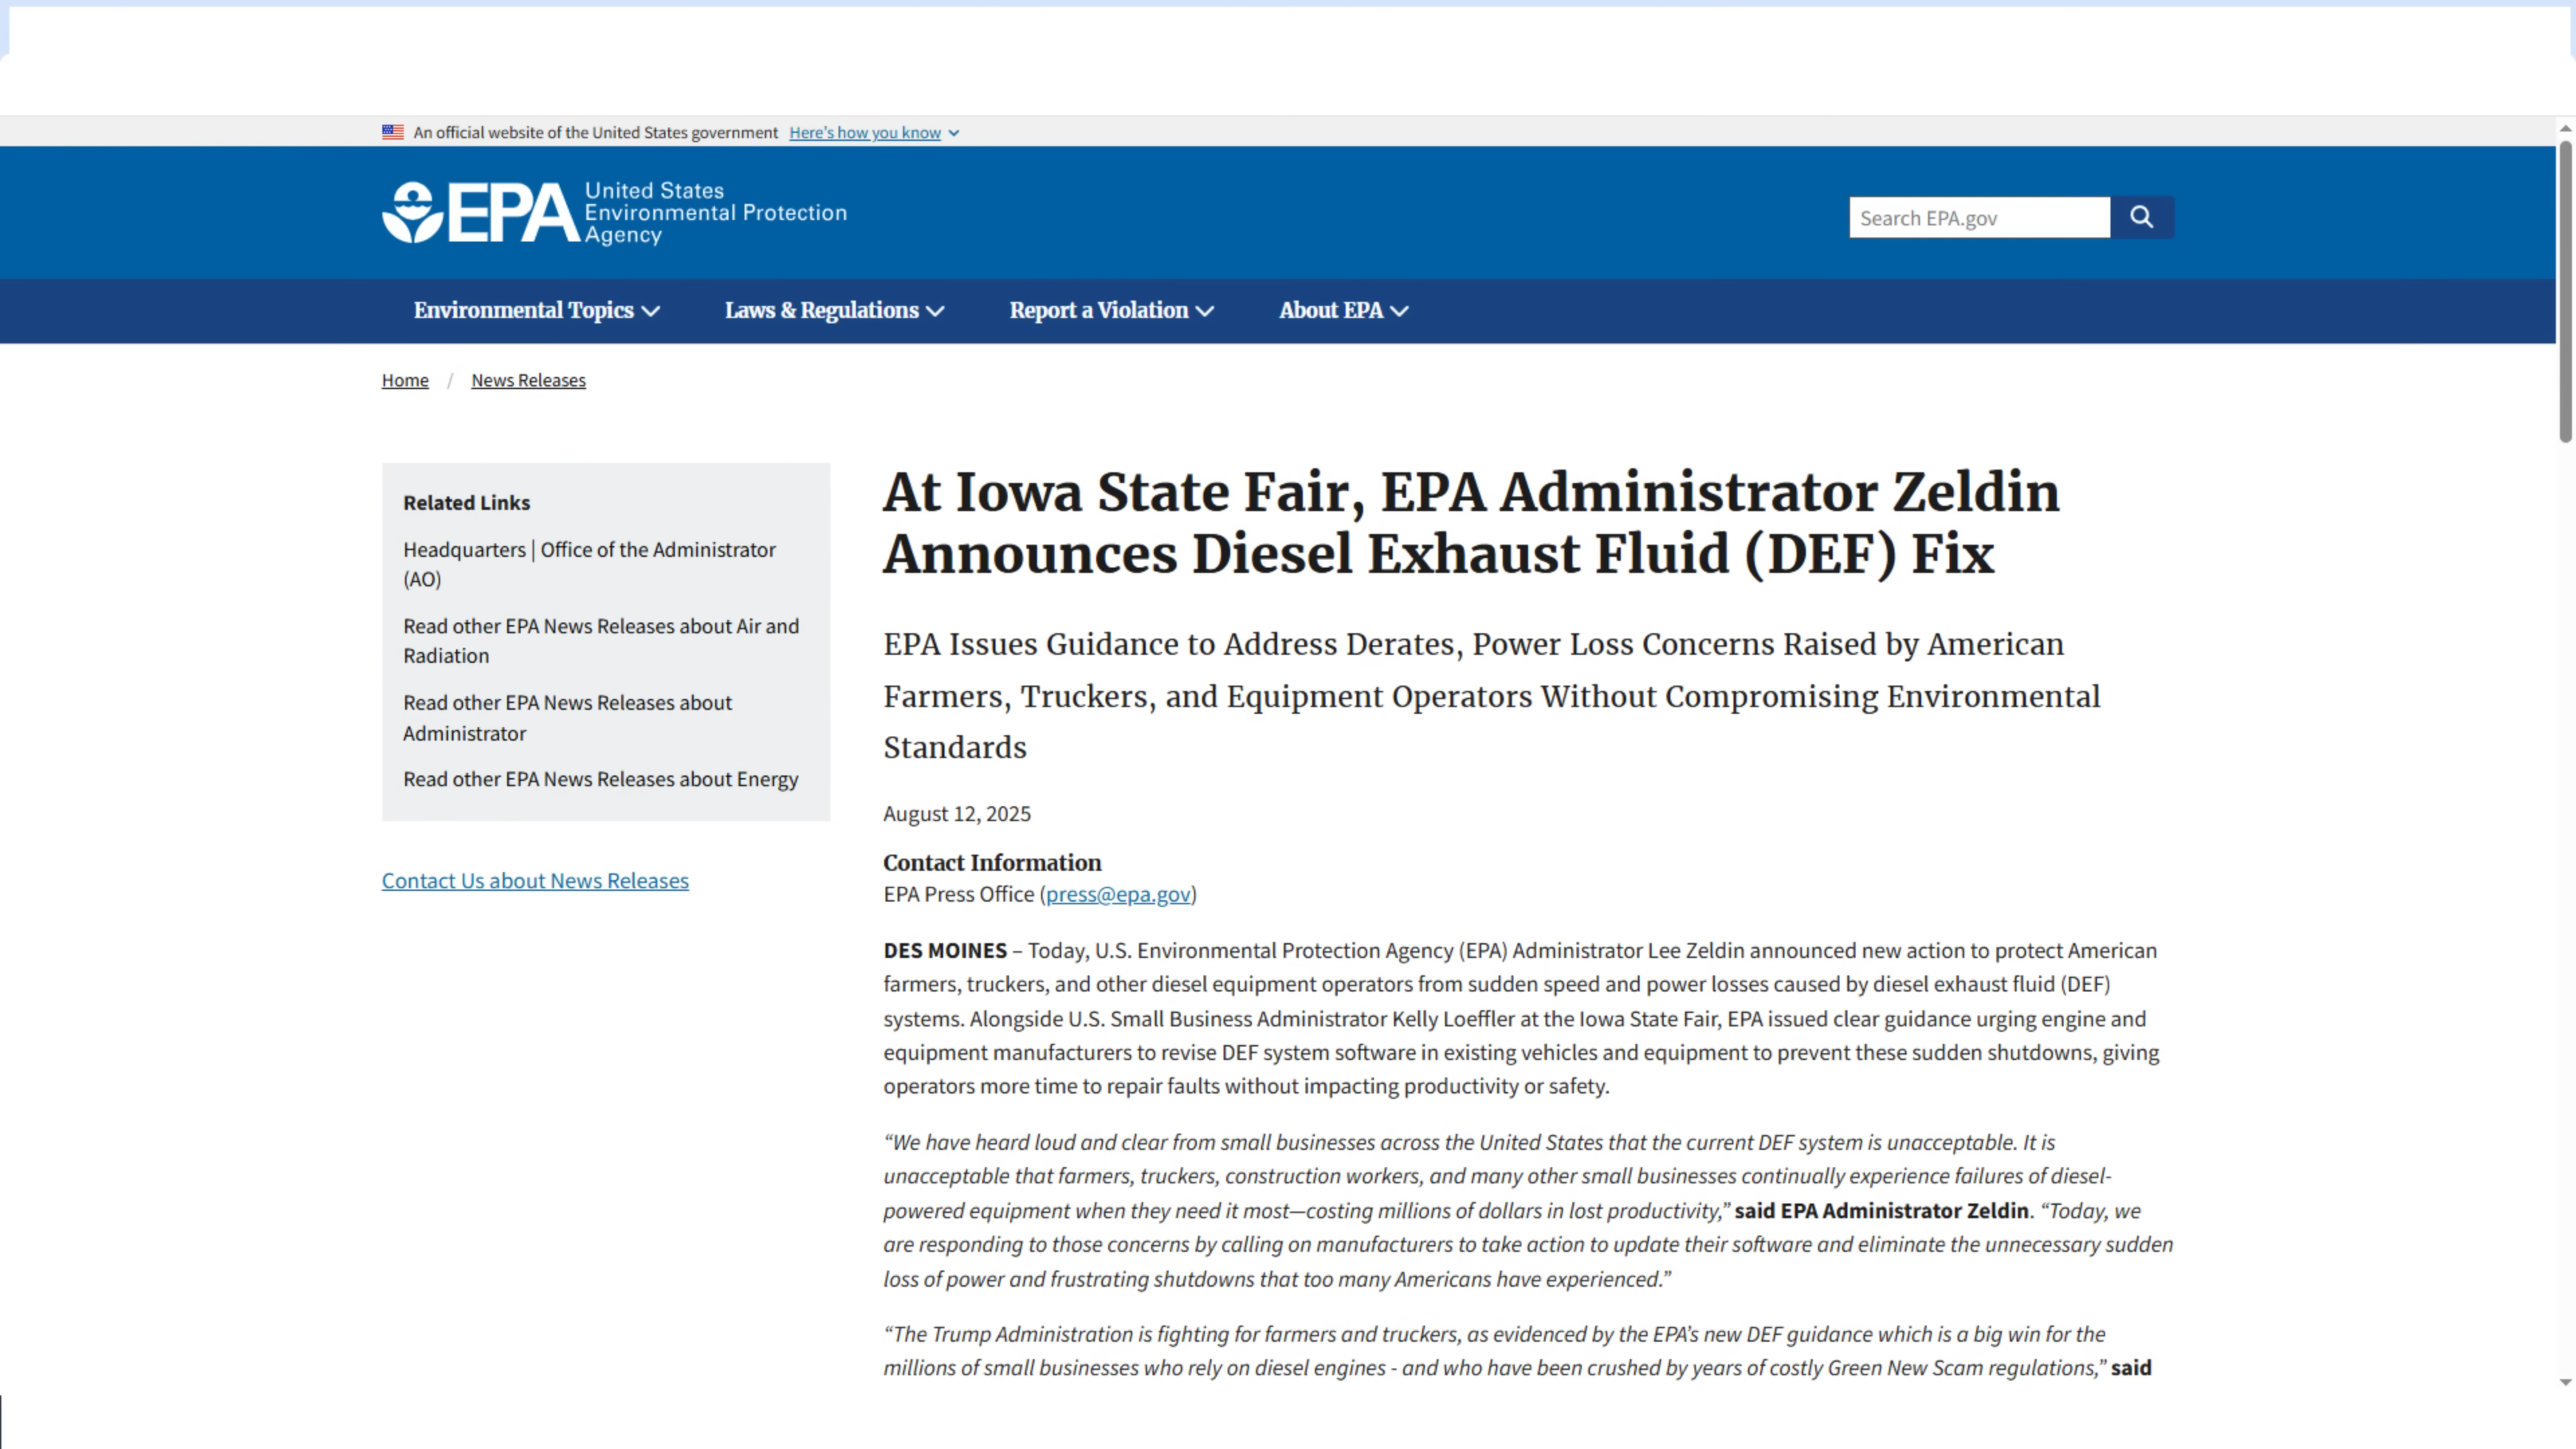 An official website of the United States government Here's how you know
EPA United States
Environmental Protection
Agency
Search EPA.gov
Environmental Topics Laws & Regulations Report a Violation About EPA
Home / News Releases
Related Links
Headquarters | Office of the Administrator
(AO)
Read other EPA News Releases about Air and
Radiation
Read other EPA News Releases about
Administrator
Read other EPA News Releases about Energy
Contact Us about News Releases
At Iowa State Fair, EPA Administrator Zeldin
Announces Diesel Exhaust Fluid (DEF) Fix
EPA Issues Guidance to Address Derates, Power Loss Concerns Raised by American
Farmers, Truckers, and Equipment Operators Without Compromising Environmental
Standards
August 12, 2025
Contact Information
EPA Press Office (press@epa.gov)
DES MOINES – Today, U.S. Environmental Protection Agency (EPA) Administrator Lee Zeldin announced new action to protect American
farmers, truckers, and other diesel equipment operators from sudden speed and power losses caused by diesel exhaust fluid (DEF)
systems. Alongside U.S. Small Business Administrator Kelly Loeffler at the Iowa State Fair, EPA issued clear guidance urging engine and
equipment manufacturers to revise DEF system software in existing vehicles and equipment to prevent these sudden shutdowns, giving
operators more time to repair faults without impacting productivity or safety.
“We have heard loud and clear from small businesses across the United States that the current DEF system is unacceptable. It is
unacceptable that farmers, truckers, construction workers, and many other small businesses continually experience failures of diesel-
powered equipment when they need it most—costing millions of dollars in lost productivity,” said EPA Administrator Zeldin. “Today, we
are responding to those concerns by calling on manufacturers to take action to update their software and eliminate the unnecessary sudden
loss of power and frustrating shutdowns that too many Americans have experienced.”
“The Trump Administration is fighting for farmers and truckers, as evidenced by the EPA’s new DEF guidance which is a big win for the
millions of small businesses who rely on diesel engines - and who have been crushed by years of costly Green New Scam regulations,” said